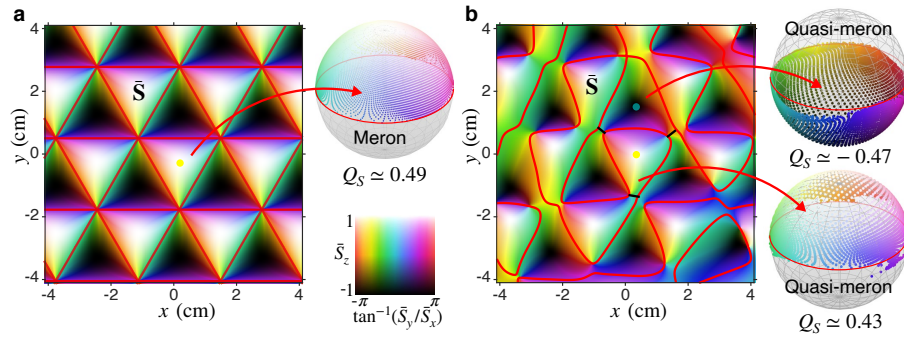 a
4
2
0
-2
-4
y (cm)
-4
-2
0
2
4
x (cm)
S̄
Meron
Q_S ≃ 0.49
1
S̄_z
-1
-π
π
tan⁻¹(S̄_y/S̄_x)
b
4
2
0
-2
-4
y (cm)
-4
-2
0
2
4
x (cm)
S̄
Quasi-meron
Q_S ≃ − 0.47
Quasi-meron
Q_S ≃ 0.43